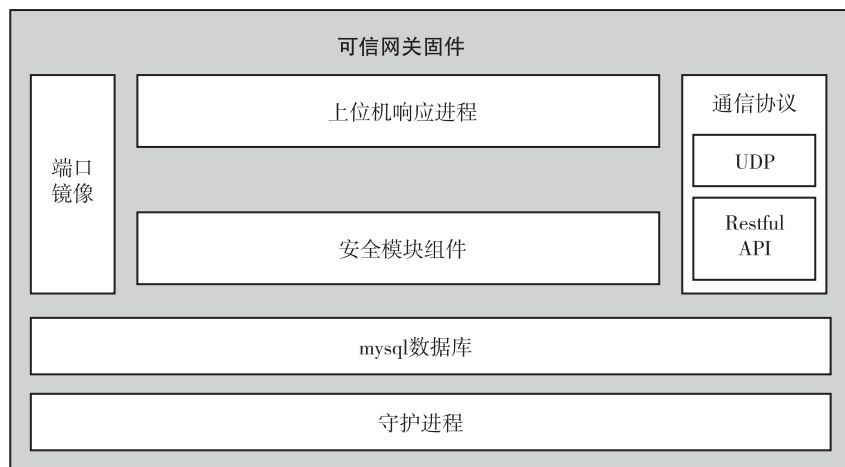 可信网关固件
端口
镜像
上位机响应进程
安全模块组件
通信协议
UDP
Restful
API
mysql数据库
守护进程